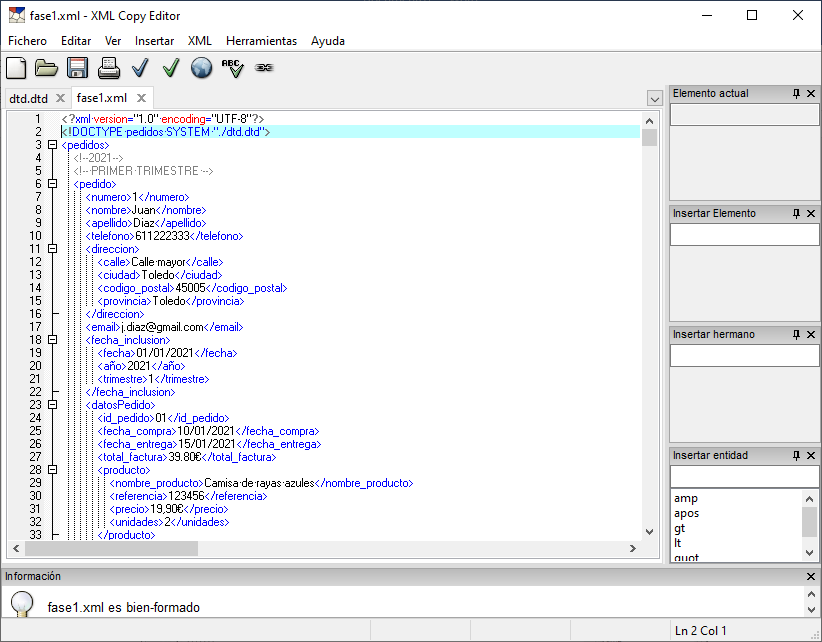 fase1.xml - XML Copy Editor
Fichero Editar Ver Insertar XML Herramientas Ayuda
ABC
dtd.dtd fase1.xml
1 <?xml version="1.0" encoding="UTF-8"?>
2 <!DOCTYPE pedidos SYSTEM "./dtd.dtd">
3 <pedidos>
4 <!--2021-->
5 <!-- PRIMER TRIMESTRE -->
6 <pedido>
7 <numero>1</numero>
8 <nombre>Juan</nombre>
9 <apellido>Diaz</apellido>
10 <telefono>611222333</telefono>
11 <direccion>
12 <calle>Calle mayor</calle>
13 <ciudad>Toledo</ciudad>
14 <codigo_postal>45005</codigo_postal>
15 <provincia>Toledo</provincia>
16 </direccion>
17 <email>j.diaz@gmail.com</email>
18 <fecha_inclusion>
19 <fecha>01/01/2021</fecha>
20 <año>2021</año>
21 <trimestre>1</trimestre>
22 </fecha_inclusion>
23 <datosPedido>
24 <id_pedido>01</id_pedido>
25 <fecha_compra>10/01/2021</fecha_compra>
26 <fecha_entrega>15/01/2021</fecha_entrega>
27 <total_factura>39.80€</total_factura>
28 <producto>
29 <nombre_producto>Camisa de rayas azules</nombre_producto>
30 <referencia>123456</referencia>
31 <precio>19,90€</precio>
32 <unidades>2</unidades>
33 </producto>
Elemento actual
Insertar Elemento
Insertar hermano
Insertar entidad
amp
apos
gt
lt
quot
Información
fase1.xml es bien-formado
Ln 2 Col 1